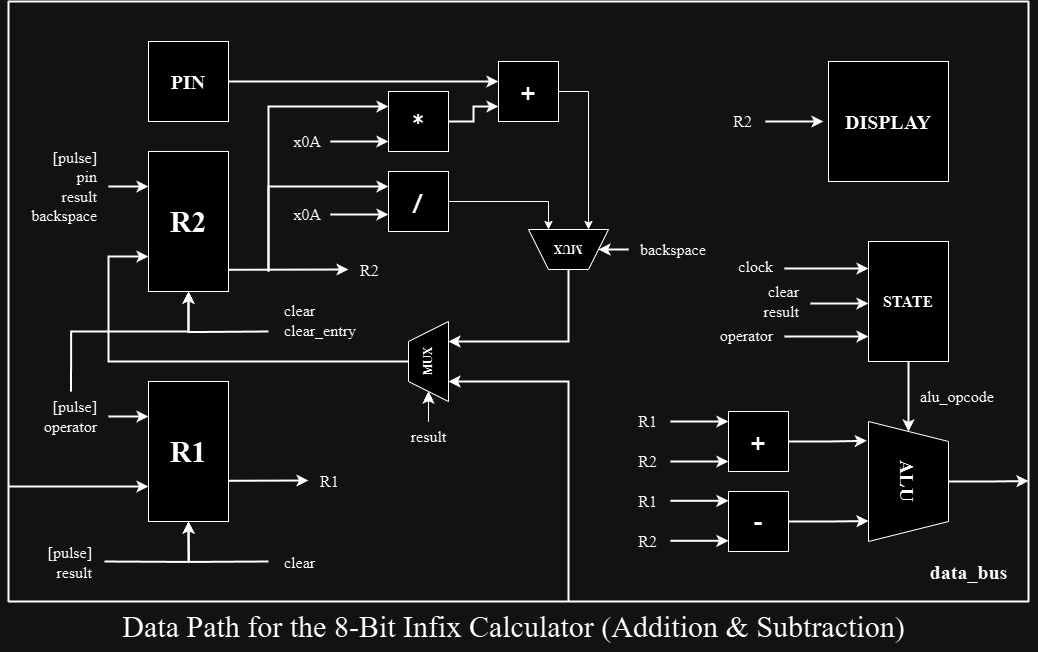 PIN
+
*
x0A
/
x0A
R2
DISPLAY
[pulse]
pin
result
backspace
R2
R2
MUX
backspace
clear
clear_entry
clock
clear
result
operator
STATE
MUX
result
alu_opcode
[pulse]
operator
R1
R1
R1
R2
+
R1
R2
-
ALU
[pulse]
result
clear
data_bus
Data Path for the 8-Bit Infix Calculator (Addition & Subtraction)